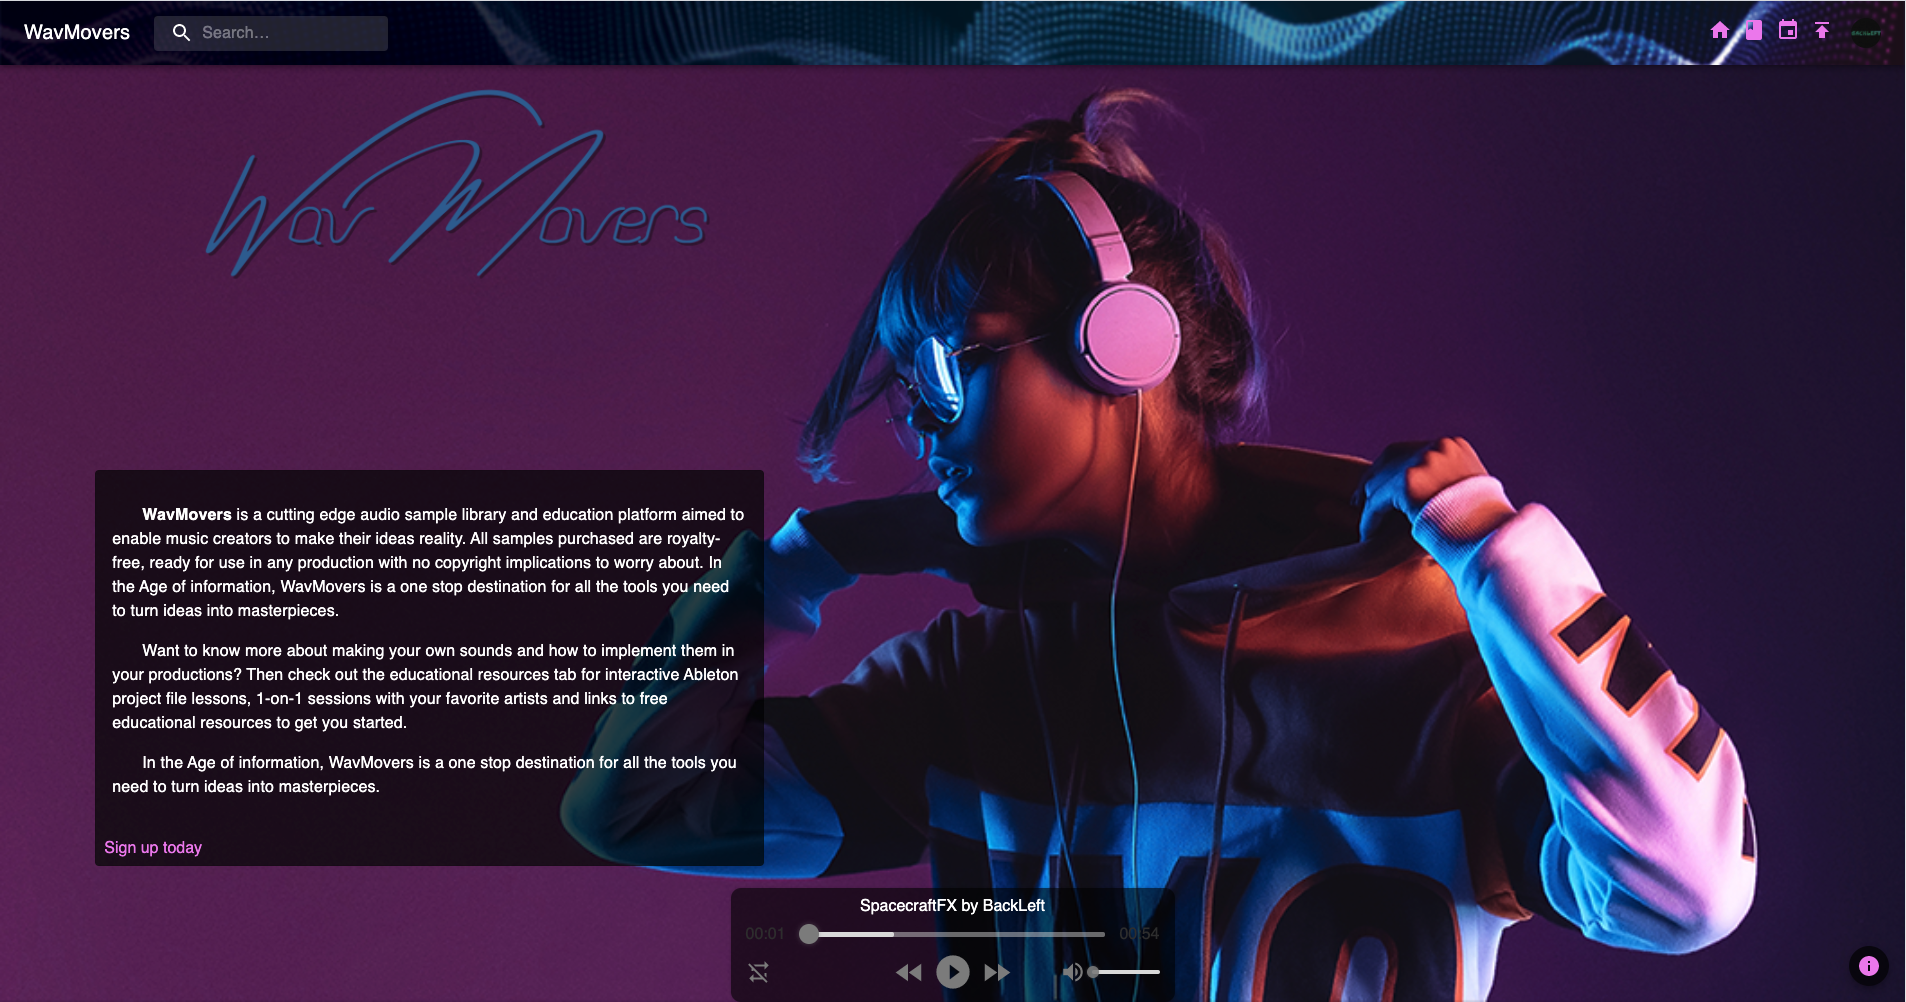 WavMovers
Search...
BACKLEFT
WavMovers
WavMovers is a cutting edge audio sample library and education platform aimed to
enable music creators to make their ideas reality. All samples purchased are royalty-
free, ready for use in any production with no copyright implications to worry about. In
the Age of information, WavMovers is a one stop destination for all the tools you need
to turn ideas into masterpieces.
Want to know more about making your own sounds and how to implement them in
your productions? Then check out the educational resources tab for interactive Ableton
project file lessons, 1-on-1 sessions with your favorite artists and links to free
educational resources to get you started.
In the Age of information, WavMovers is a one stop destination for all the tools you
need to turn ideas into masterpieces.
Sign up today
SpacecraftFX by BackLeft
00:01
00:54